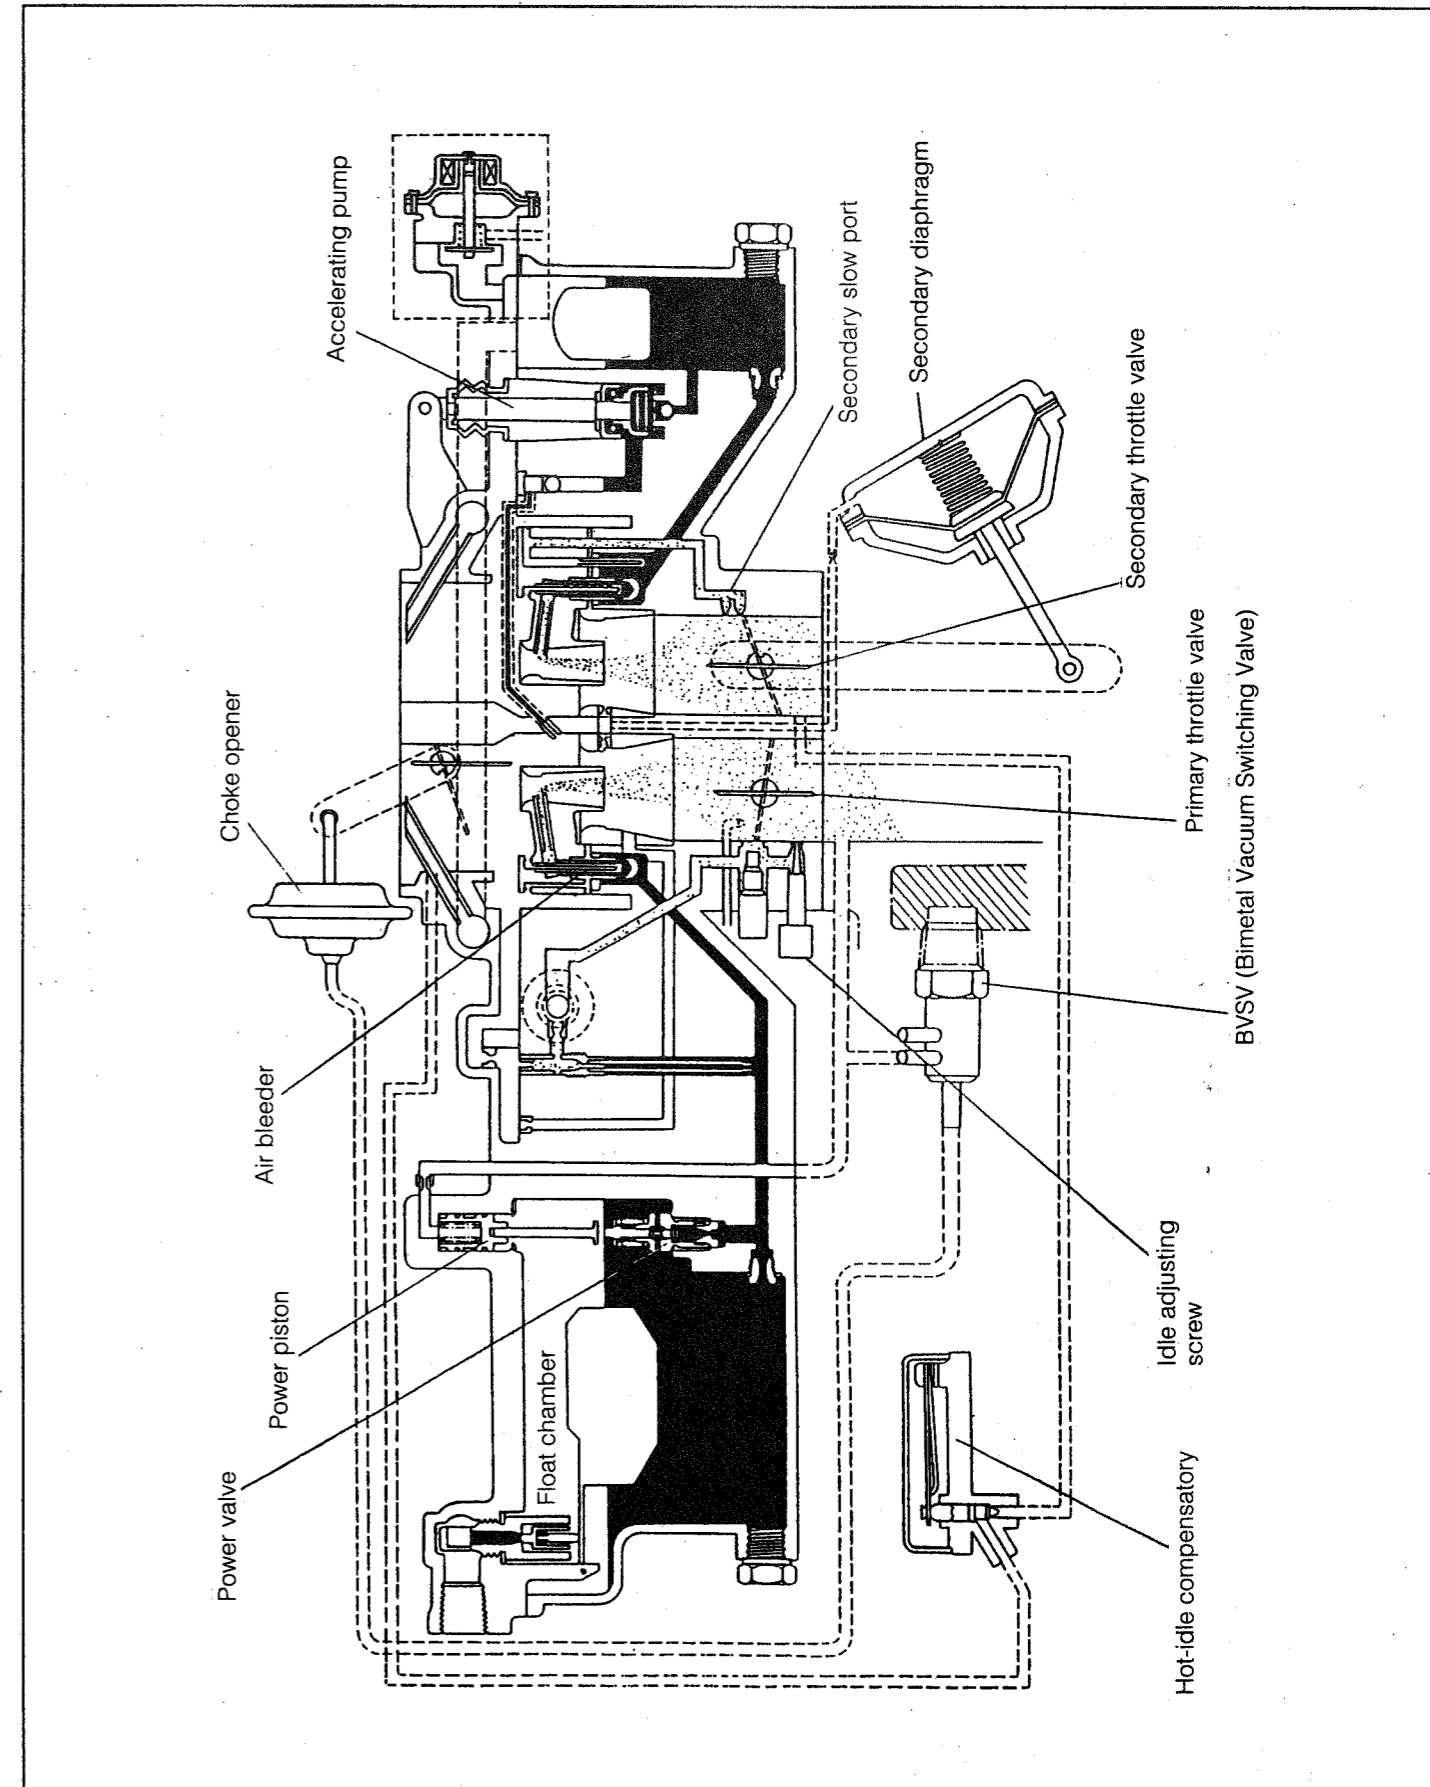 Power valve
Power piston
Air bleeder
Choke opener
Accelerating pump
Float chamber
Secondary slow port
Secondary diaphragm
Secondary throttle valve
Primary throttle valve
BVSV (Bimetal Vacuum Switching Valve)
Idle adjusting
screw
Hot-idle compensatory